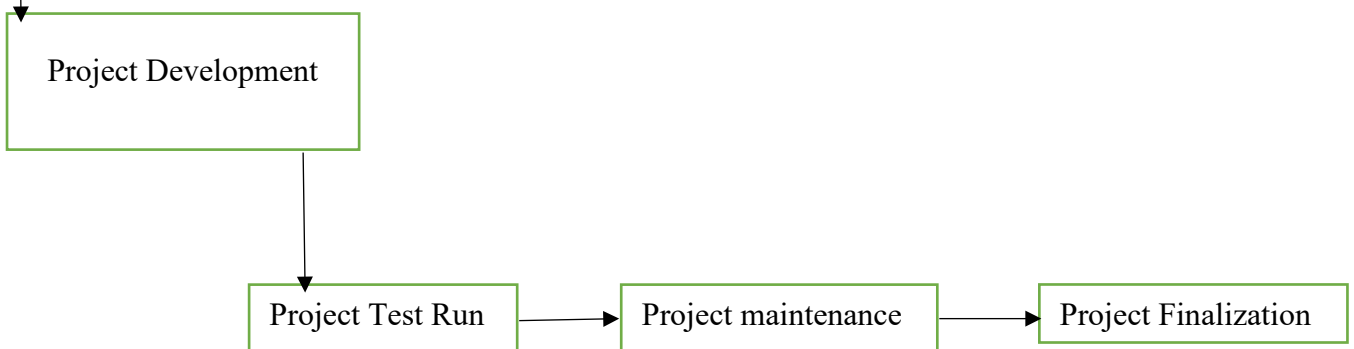 Project Development
Project Test Run
Project maintenance
Project Finalization